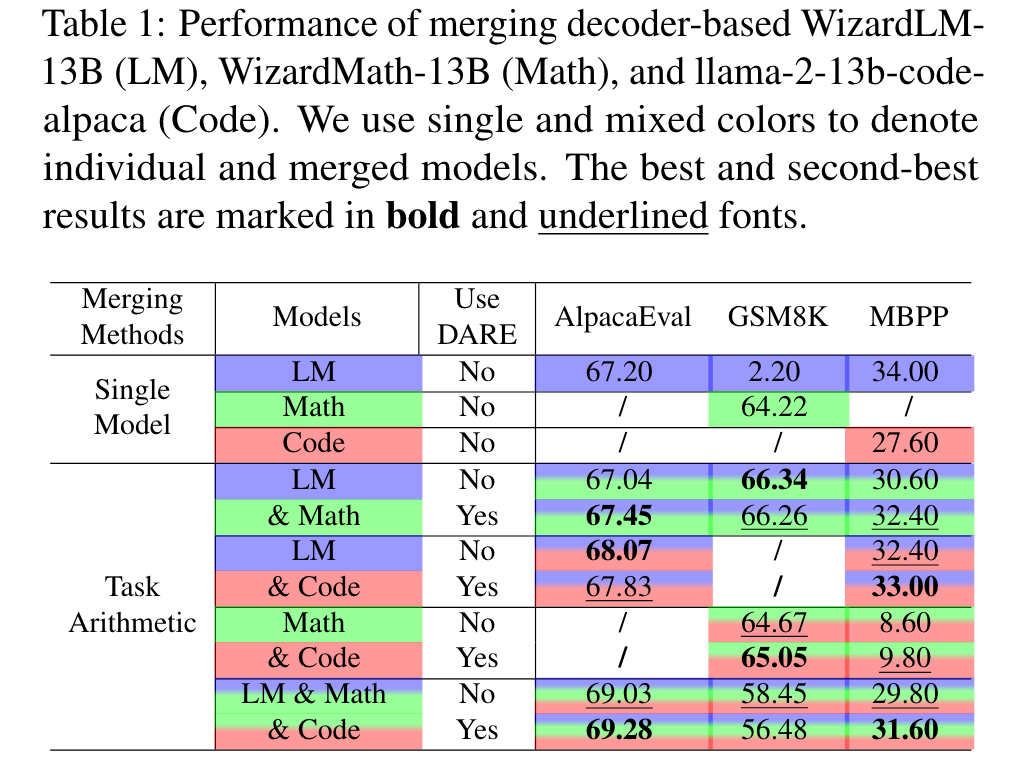 Table 1: Performance of merging decoder-based WizardLM-
13B (LM), WizardMath-13B (Math), and llama-2-13b-code-
alpaca (Code). We use single and mixed colors to denote
individual and merged models. The best and second-best
results are marked in bold and underlined fonts.
Merging Methods Models Use DARE AlpacaEval GSM8K MBPP
Single Model
LM No 67.20 2.20 34.00
Math No / 64.22 /
Code No / / 27.60
Task Arithmetic
LM No 67.04 66.34 30.60
& Math Yes 67.45 66.26 32.40
LM No 68.07 / 32.40
& Code Yes 67.83 / 33.00
Math No / 64.67 8.60
& Code Yes / 65.05 9.80
LM & Math No 69.03 58.45 29.80
& Code Yes 69.28 56.48 31.60